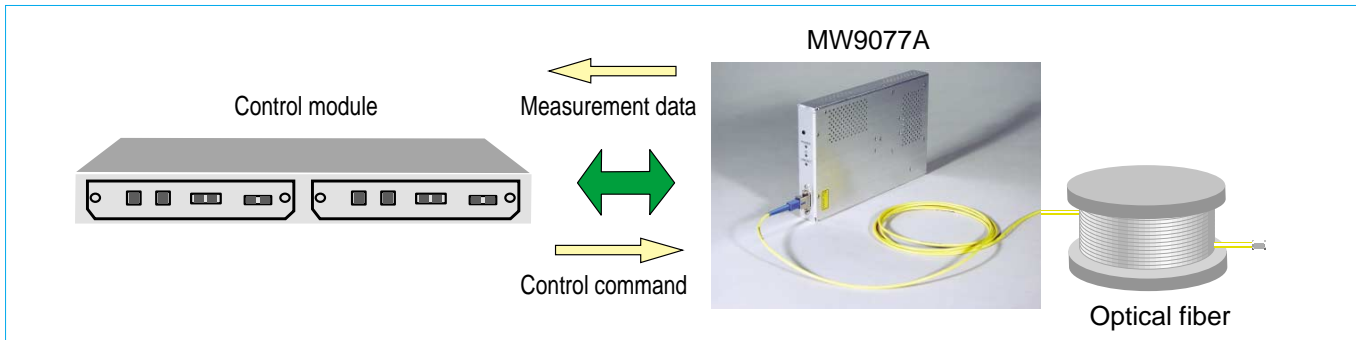 MW9077A
Control module
Measurement data
Control command
Optical fiber